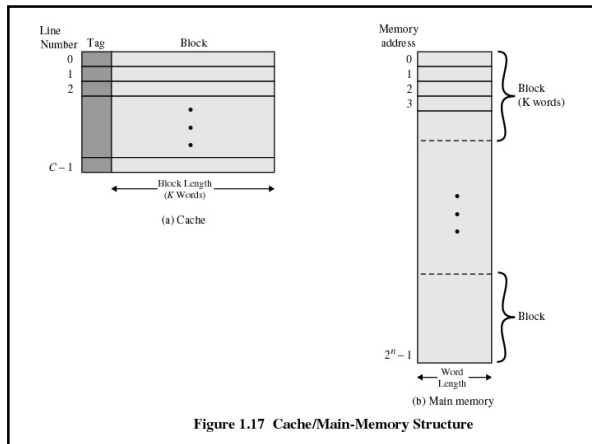 Line
Number Tag Block
0
1
2
C – 1
Block Length
(K Words)
(a) Cache
Memory
address
0
1
2
3
Block
(K words)
Block
2ⁿ – 1
Word
Length
(b) Main memory
Figure 1.17 Cache/Main-Memory Structure